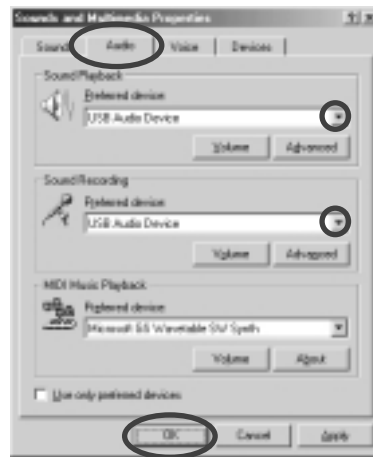 Sounds and Multimedia Properties
Sounds Audio Voice Devices
Sound Playback
Preferred device:
USB Audio Device
Volume Advanced
Sound Recording
Preferred device:
USB Audio Device
Volume Advanced
MIDI Music Playback
Preferred device:
Microsoft GS Wavetable SW Synth
Volume About
Use only preferred devices
OK Cancel Apply